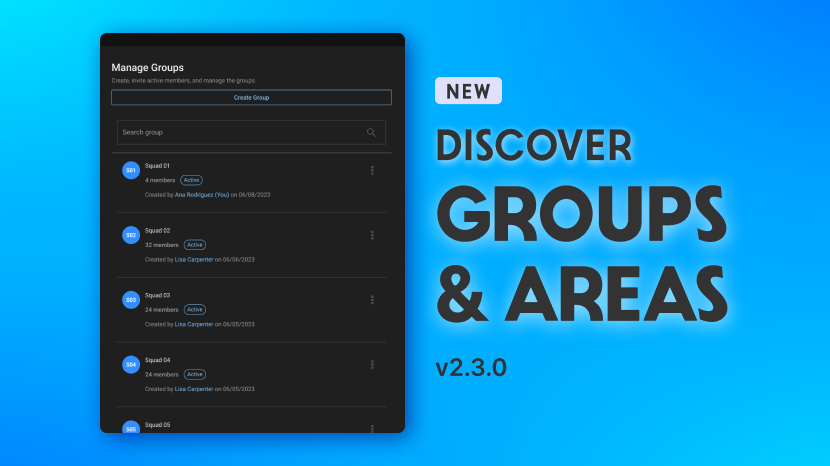 Manage Groups
Create, invite active members, and manage the groups.
Create Group
Search group
S01
Squad 01
4 members Active
Created by Ana Rodriguez (You) on 06/08/2023
S02
Squad 02
32 members Active
Created by Lisa Carpenter on 06/06/2023
S03
Squad 03
24 members Active
Created by Lisa Carpenter on 06/05/2023
S04
Squad 04
24 members Active
Created by Lisa Carpenter on 06/05/2023
S05
Squad 05
NEW
DISCOVER
GROUPS
& AREAS
v2.3.0